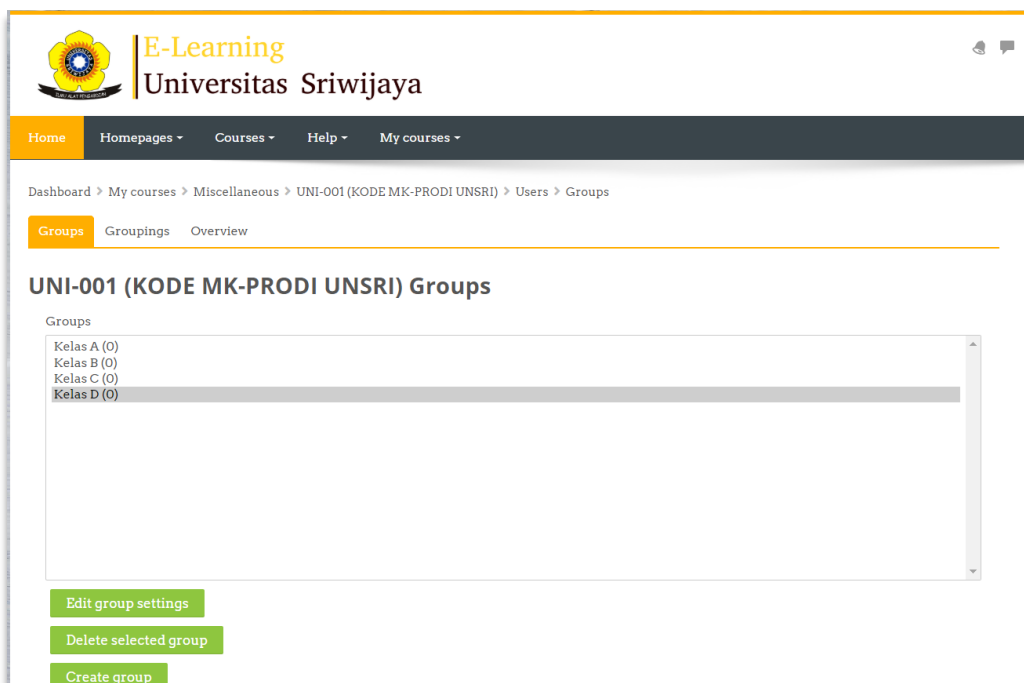 E-Learning
Universitas Sriwijaya
Home Homepages Courses Help My courses
Dashboard My courses Miscellaneous UNI-001 (KODE MK-PRODI UNSRI) Users Groups
Groups Groupings Overview
UNI-001 (KODE MK-PRODI UNSRI) Groups
Groups
Kelas A (0)
Kelas B (0)
Kelas C (0)
Kelas D (0)
Edit group settings
Delete selected group
Create group